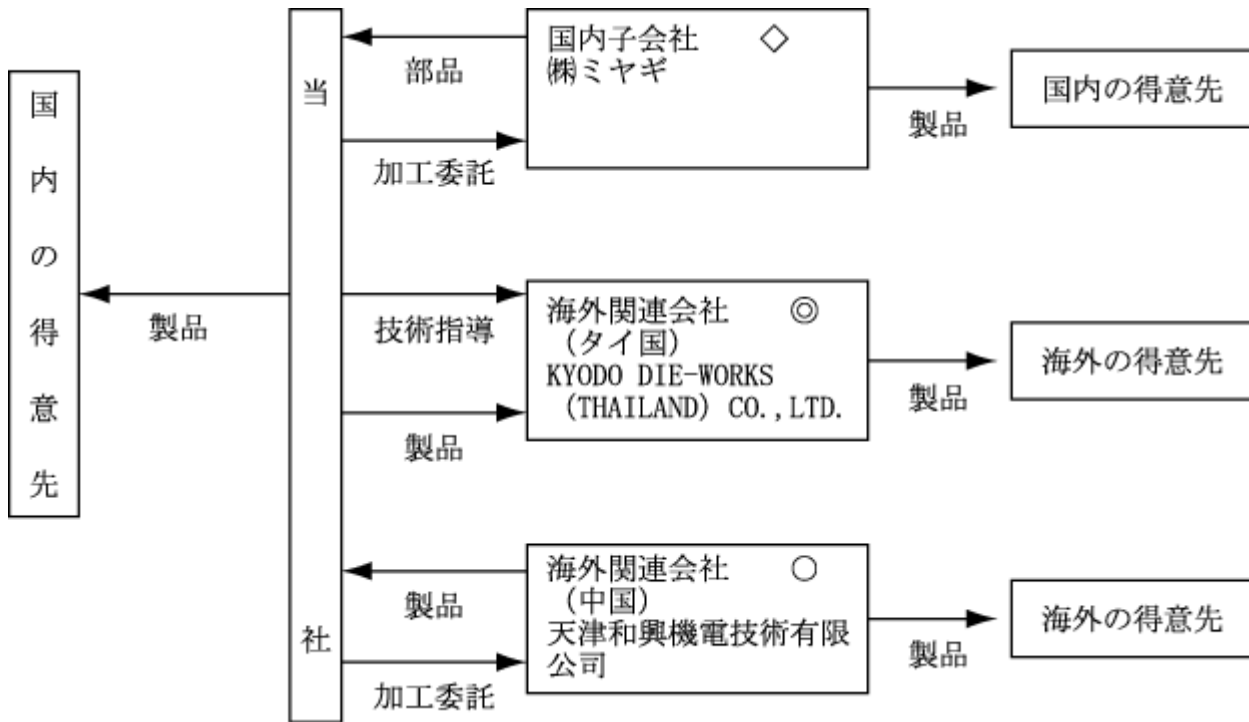 国内の得意先
製品
当社
部品
加工委託
国内子会社 ◇
㈱ミヤギ
製品
国内の得意先
技術指導
製品
海外関連会社 ◎
（タイ国）
KYODO DIE-WORKS
（THAILAND）CO.,LTD.
製品
海外の得意先
製品
加工委託
海外関連会社 ○
（中国）
天津和興機電技術有限
公司
製品
海外の得意先